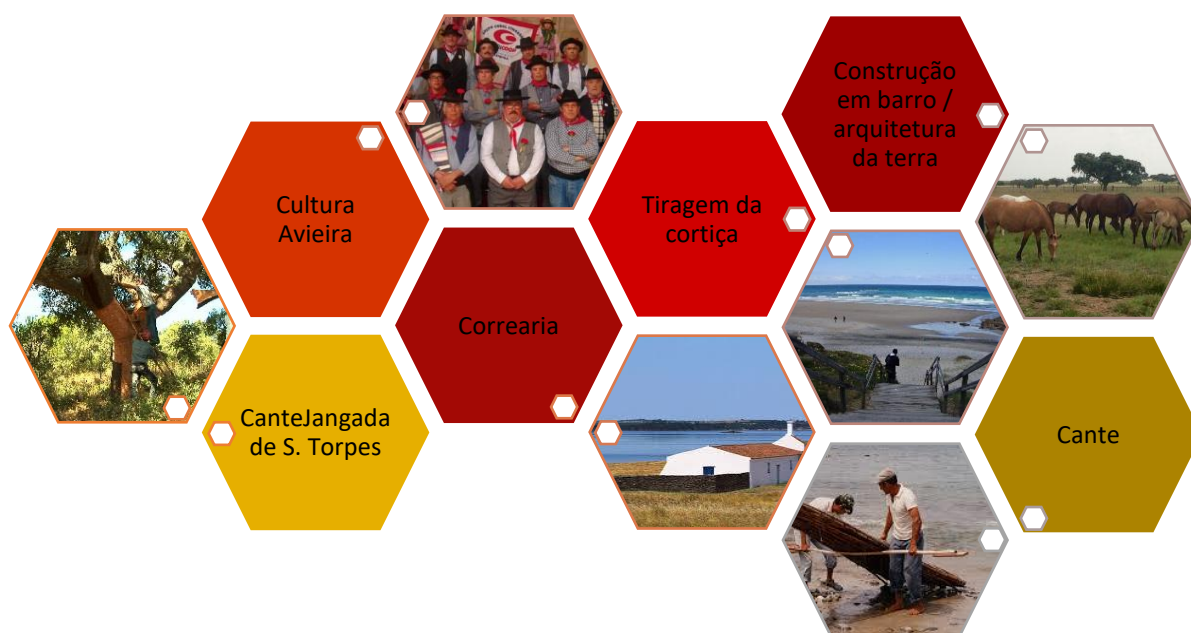 Construção
em barro /
arquitetura
da terra
Cultura
Avieira
Tiragem da
cortiça
Correaria
CanteJangada
de S. Torpes
Cante